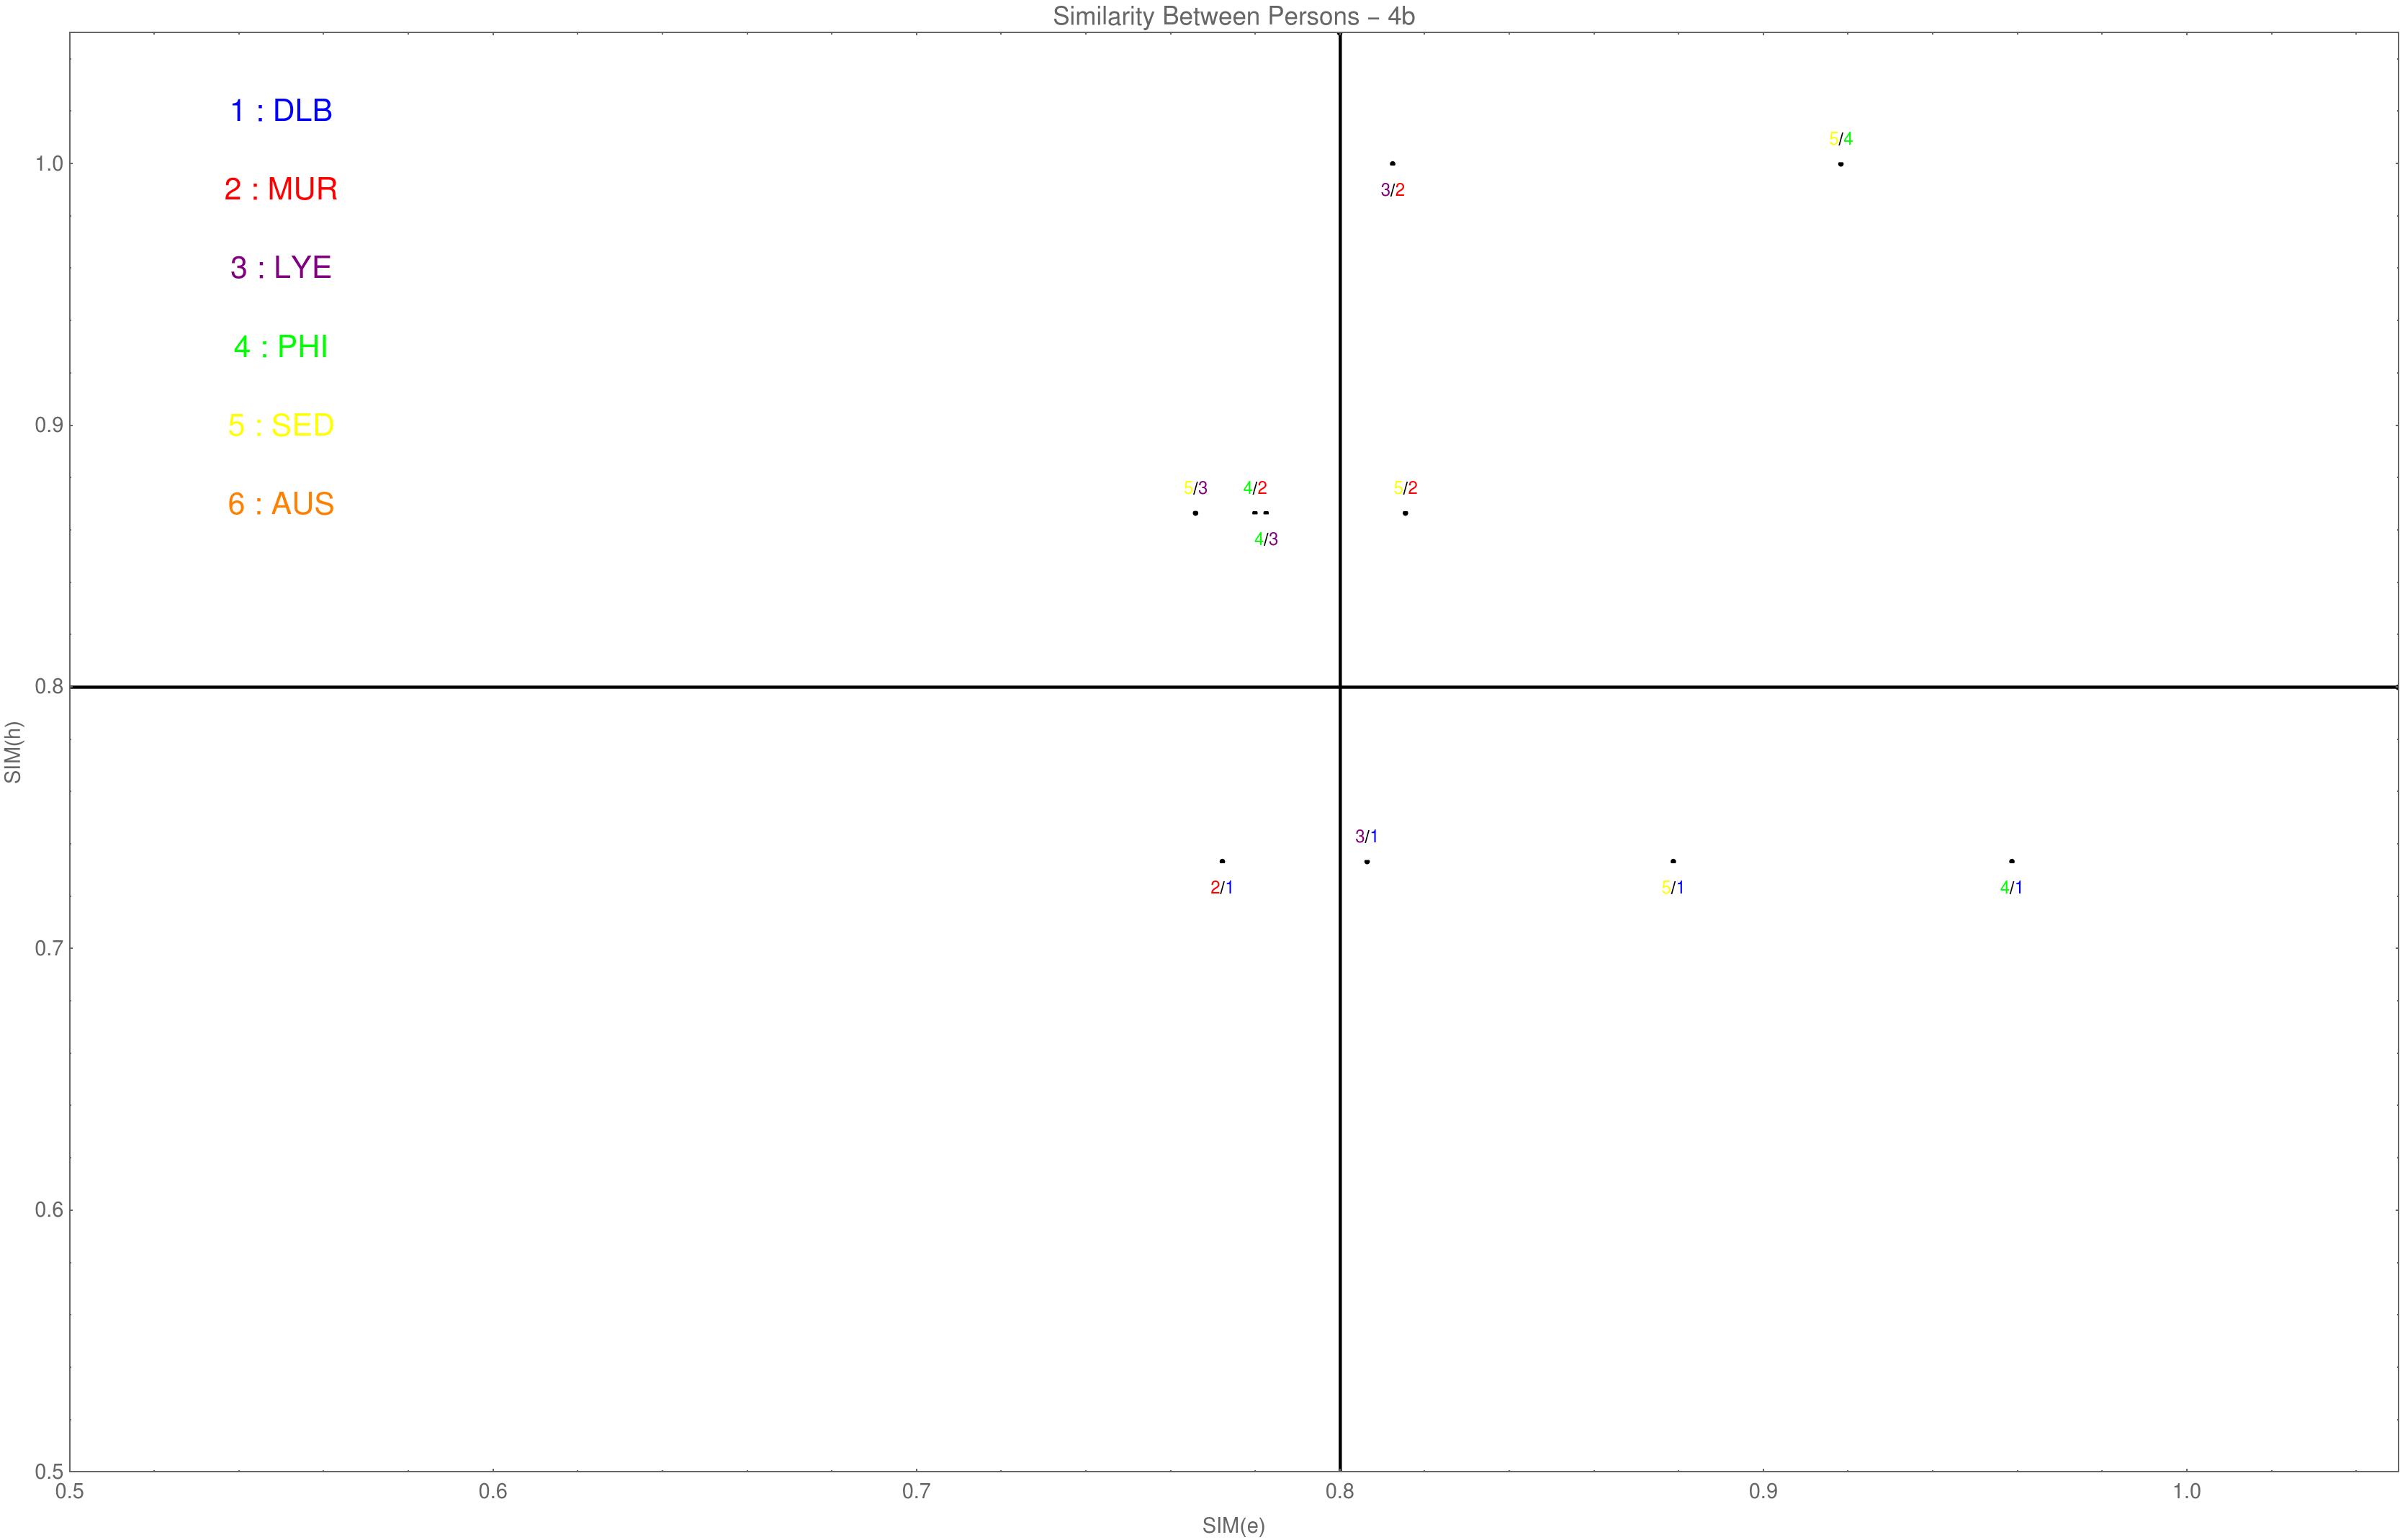 Similarity Between Persons – 4b
1 : DLB
2 : MUR
3 : LYE
4 : PHI
5 : SED
6 : AUS
5/4
3/2
5/3
4/2
5/2
4/3
3/1
2/1
5/1
4/1
1.0
0.9
0.8
0.7
0.6
0.5
SIM(h)
0.5
0.6
0.7
0.8
0.9
1.0
SIM(e)